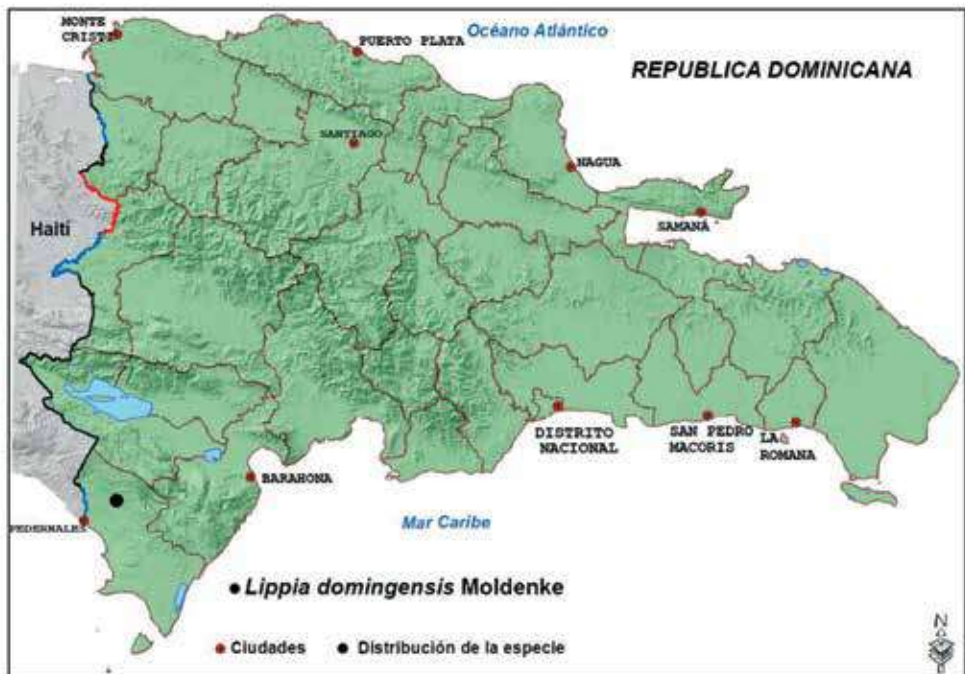 MONTE
CRISTI
PUERTO PLATA
Océano Atlántico
REPUBLICA DOMINICANA
SANTIAGO
NAGUA
SAMANÁ
Haití
DISTRITO
NACIONAL
SAN PEDRO
MACORIS
LA
ROMANA
BARAHONA
PEDERNALES
Mar Caribe
Lippia domingensis Moldenke
Ciudades
Distribución de la especie
N